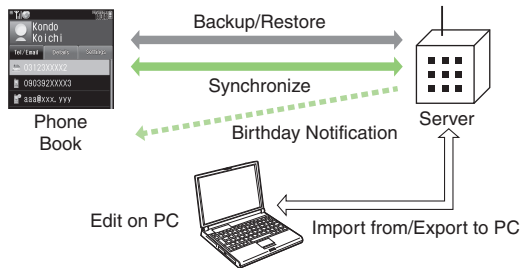 Kondo
Koichi
Tel/Email Details Settings
03123XXXX2
090392XXXX3
aaa@xxx.yyy
Phone
Book
Backup/Restore
Synchronize
Birthday Notification
Server
Edit on PC
Import from/Export to PC